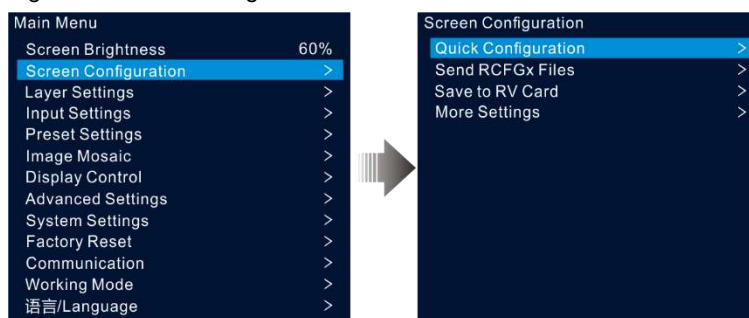 Main Menu
Screen Brightness 60%
Screen Configuration >
Layer Settings >
Input Settings >
Preset Settings >
Image Mosaic >
Display Control >
Advanced Settings >
System Settings >
Factory Reset >
Communication >
Working Mode >
语言/Language >
Screen Configuration
Quick Configuration >
Send RCFGx Files >
Save to RV Card >
More Settings >